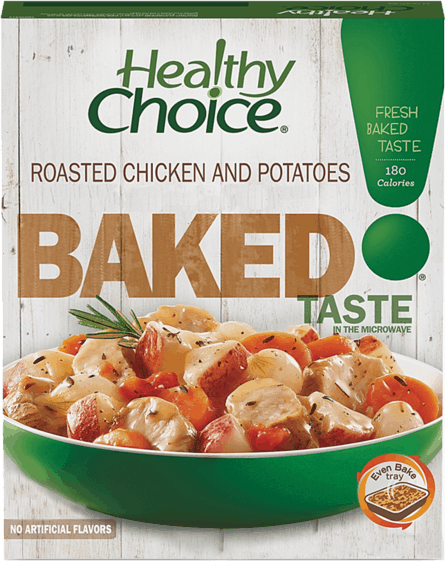 Healthy
Choice®
FRESH
BAKED
TASTE
180
Calories
ROASTED CHICKEN AND POTATOES
BAKED!®
TASTE
IN THE MICROWAVE
Even Bake
tray
NO ARTIFICIAL FLAVORS